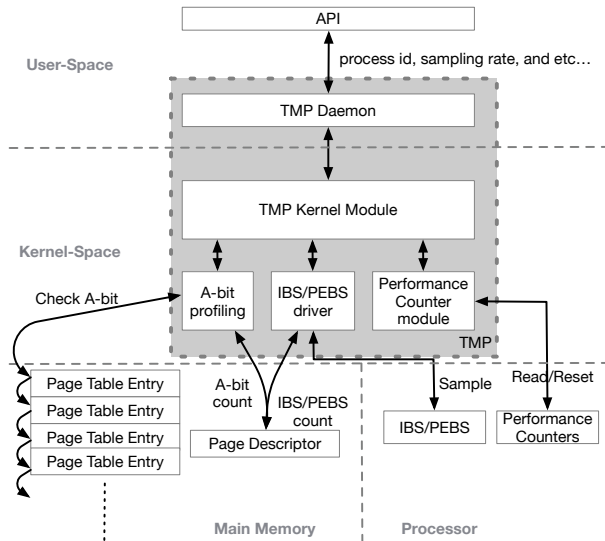 API
process id, sampling rate, and etc...
User-Space
TMP Daemon
TMP Kernel Module
Kernel-Space
Check A-bit
A-bit
profiling
IBS/PEBS
driver
Performance
Counter
module
TMP
Page Table Entry
Page Table Entry
Page Table Entry
Page Table Entry
A-bit
count
IBS/PEBS
count
Page Descriptor
Sample
Read/Reset
IBS/PEBS
Performance
Counters
Main Memory
Processor